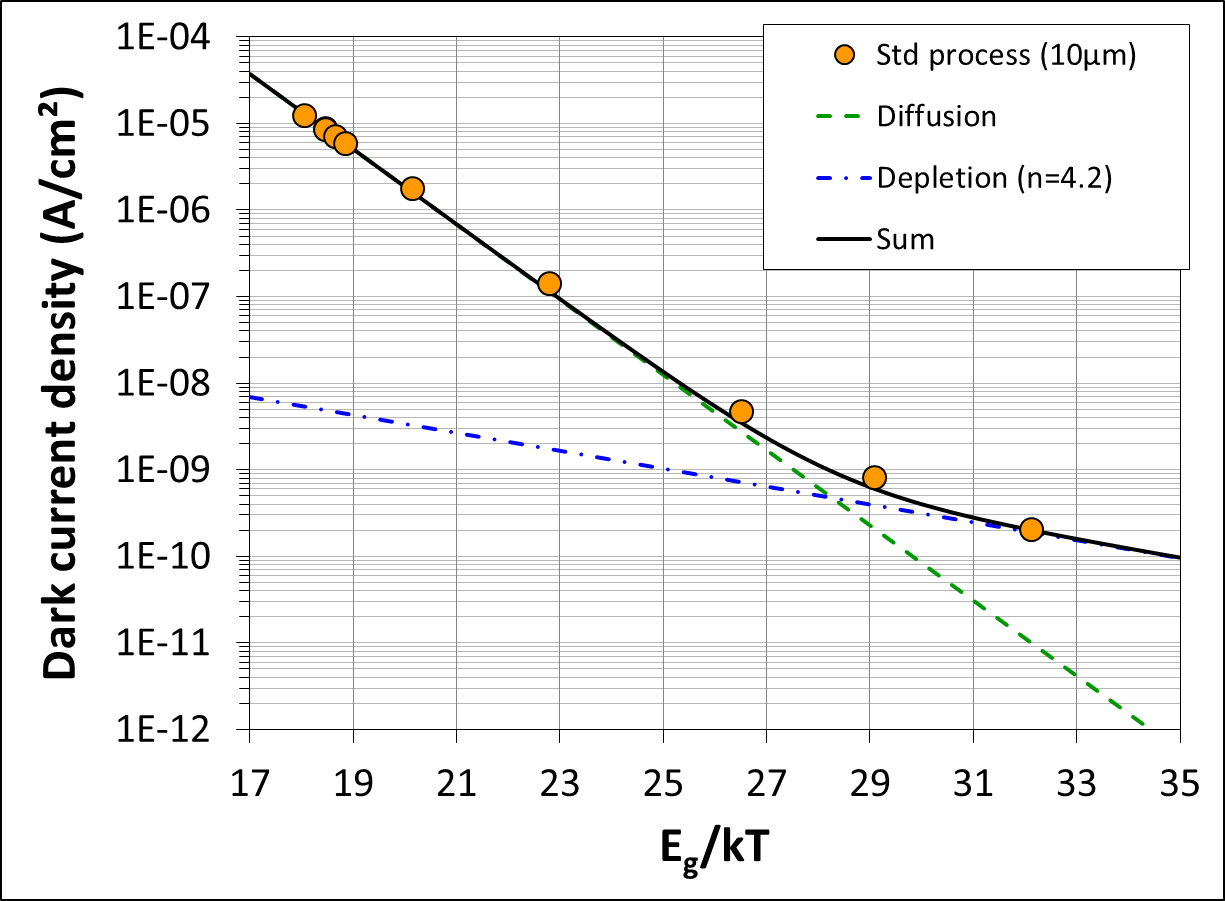 1E-04
1E-05
1E-06
1E-07
1E-08
1E-09
1E-10
1E-11
1E-12
Dark current density (A/cm²)
Std process (10µm)
Diffusion
Depletion (n=4.2)
Sum
17 19 21 23 25 27 29 31 33 35
Eg/kT